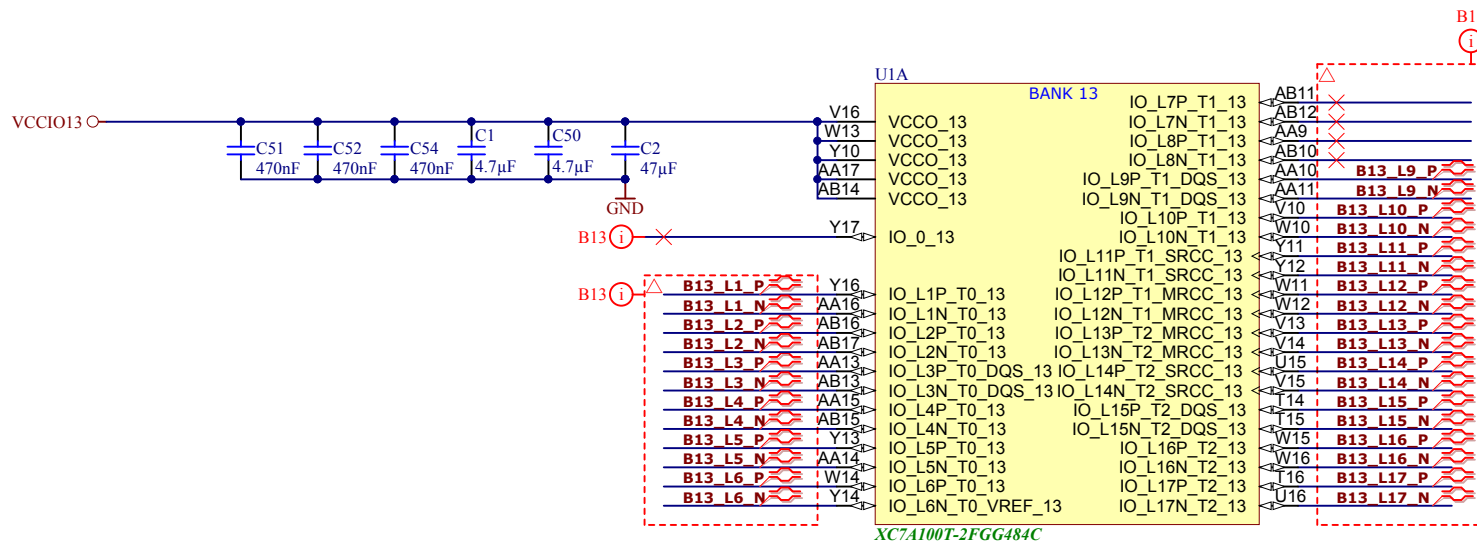 B1
i
U1A
BANK 13
VCCIO13
C51
470nF
C52
470nF
C54
470nF
C1
4.7µF
C50
4.7µF
C2
47µF
GND
V16 VCCO_13
W13 VCCO_13
Y10 VCCO_13
AA17 VCCO_13
AB14 VCCO_13
B13 i Y17 IO_0_13
B13 i
B13_L1_P Y16 IO_L1P_T0_13
B13_L1_N AA16 IO_L1N_T0_13
B13_L2_P AB16 IO_L2P_T0_13
B13_L2_N AB17 IO_L2N_T0_13
B13_L3_P AA13 IO_L3P_T0_DQS_13
B13_L3_N AB13 IO_L3N_T0_DQS_13
B13_L4_P AA15 IO_L4P_T0_13
B13_L4_N AB15 IO_L4N_T0_13
B13_L5_P Y13 IO_L5P_T0_13
B13_L5_N AA14 IO_L5N_T0_13
B13_L6_P W14 IO_L6P_T0_13
B13_L6_N Y14 IO_L6N_T0_VREF_13
IO_L7P_T1_13 AB11
IO_L7N_T1_13 AB12
IO_L8P_T1_13 AA9
IO_L8N_T1_13 AB10
IO_L9P_T1_DQS_13 AA10 B13_L9_P
IO_L9N_T1_DQS_13 AA11 B13_L9_N
IO_L10P_T1_13 V10 B13_L10_P
IO_L10N_T1_13 W10 B13_L10_N
IO_L11P_T1_SRCC_13 Y11 B13_L11_P
IO_L11N_T1_SRCC_13 Y12 B13_L11_N
IO_L12P_T1_MRCC_13 W11 B13_L12_P
IO_L12N_T1_MRCC_13 W12 B13_L12_N
IO_L13P_T2_MRCC_13 V13 B13_L13_P
IO_L13N_T2_MRCC_13 V14 B13_L13_N
IO_L14P_T2_SRCC_13 U15 B13_L14_P
IO_L14N_T2_SRCC_13 V15 B13_L14_N
IO_L15P_T2_DQS_13 T14 B13_L15_P
IO_L15N_T2_DQS_13 T15 B13_L15_N
IO_L16P_T2_13 W15 B13_L16_P
IO_L16N_T2_13 W16 B13_L16_N
IO_L17P_T2_13 T16 B13_L17_P
IO_L17N_T2_13 U16 B13_L17_N
XC7A100T-2FGG484C